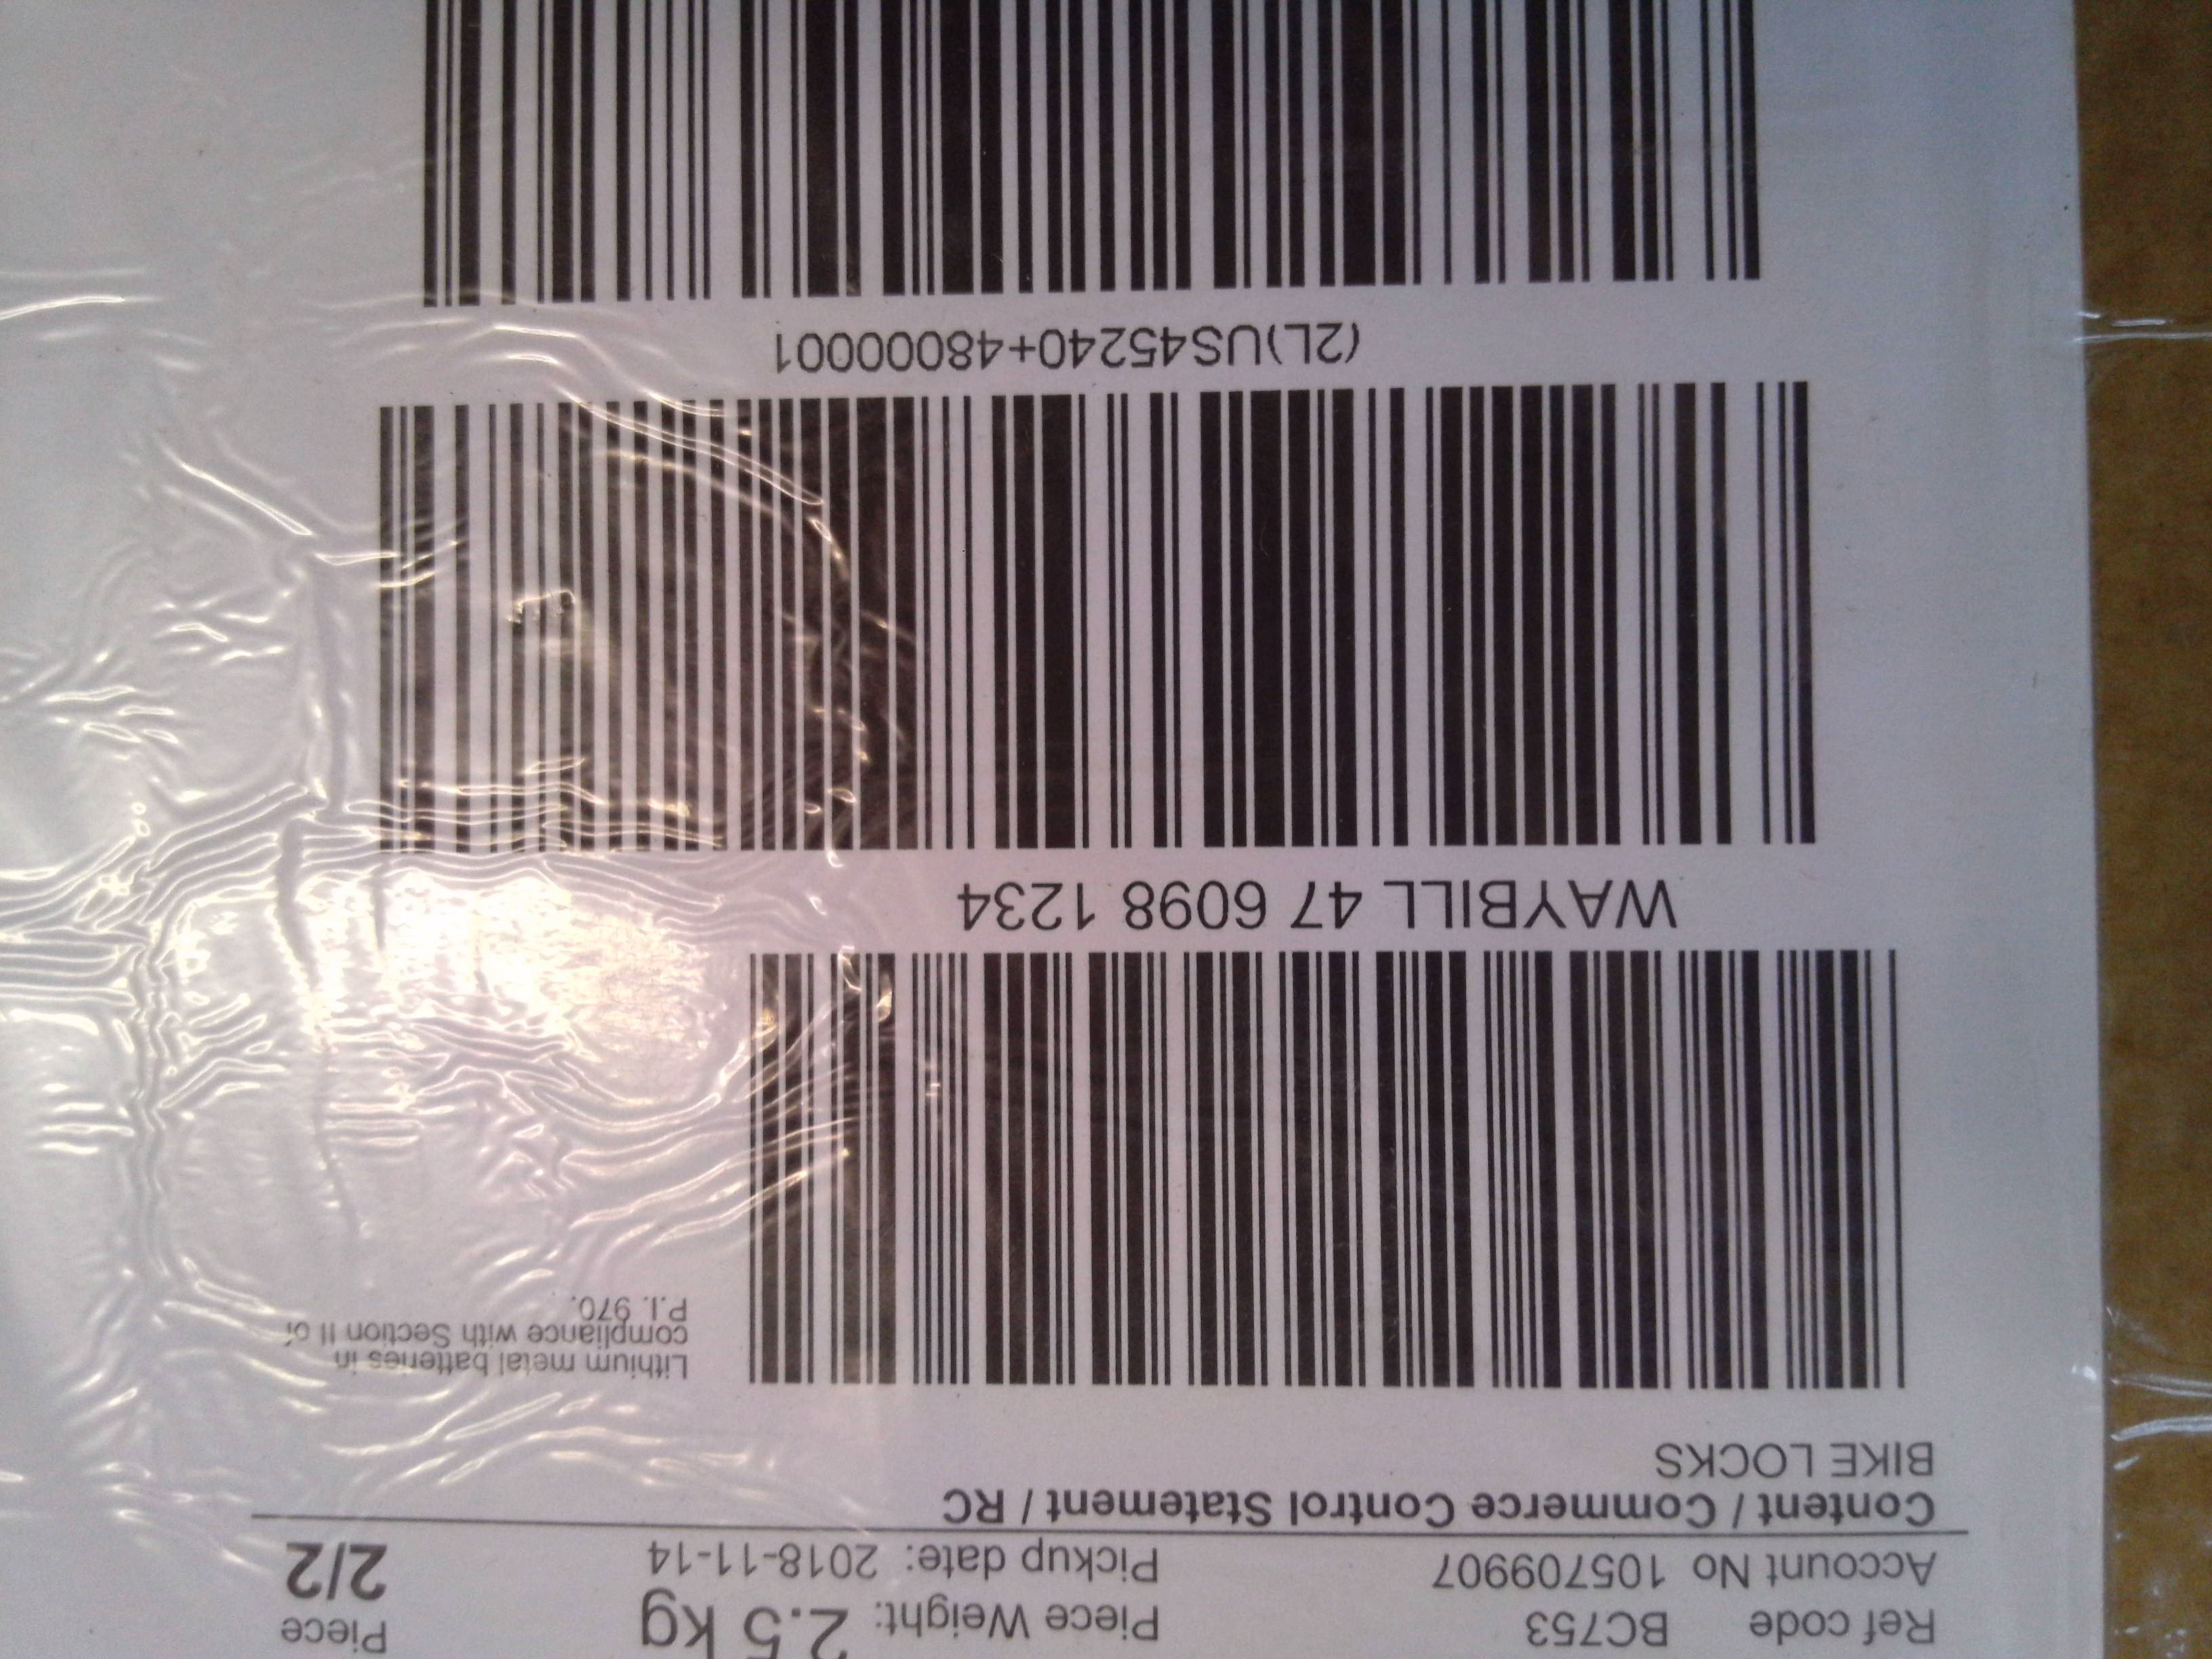 Ref code BC753 Piece Weight: 2.5 kg Piece
Account No 105709907 Pickup date: 2018-11-14 2/2
Content / Commerce Control Statement / RC
BIKE LOCKS
Lithium metal batteries in
compliance with Section II of
P.I. 970.
WAYBILL 47 6098 1234
(2L)US45240+48000001